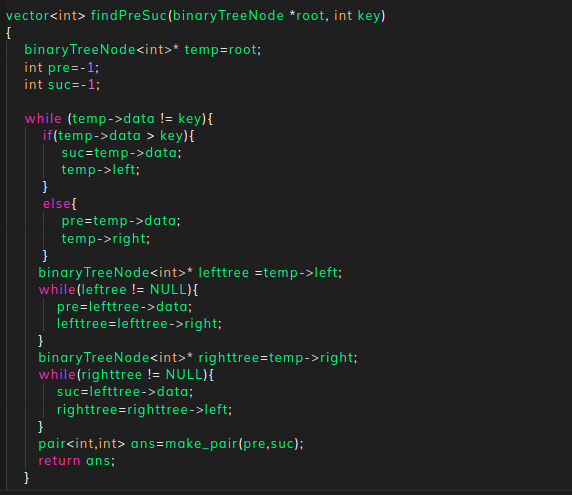 vector<int> findPreSuc(binaryTreeNode *root, int key)
{
binaryTreeNode<int>* temp=root;
int pre=-1;
int suc=-1;
while (temp->data != key){
if(temp->data > key){
suc=temp->data;
temp->left;
}
else{
pre=temp->data;
temp->right;
}
binaryTreeNode<int>* lefttree =temp->left;
while(leftree != NULL){
pre=lefttree->data;
lefttree=lefttree->right;
}
binaryTreeNode<int>* righttree=temp->right;
while(righttree != NULL){
suc=lefttree->data;
righttree=righttree->left;
}
pair<int,int> ans=make_pair(pre,suc);
return ans;
}